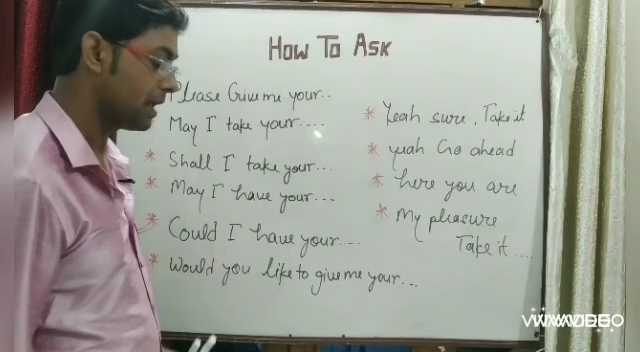 How To Ask
Please Give me your..
May I take your....
* Shall I take your...
* May I have your...
* Could I have your....
* Would you like to give me your...
* Yeah sure, Take it
* yeah Go ahead
* here you are
* My pleasure
Take it ....